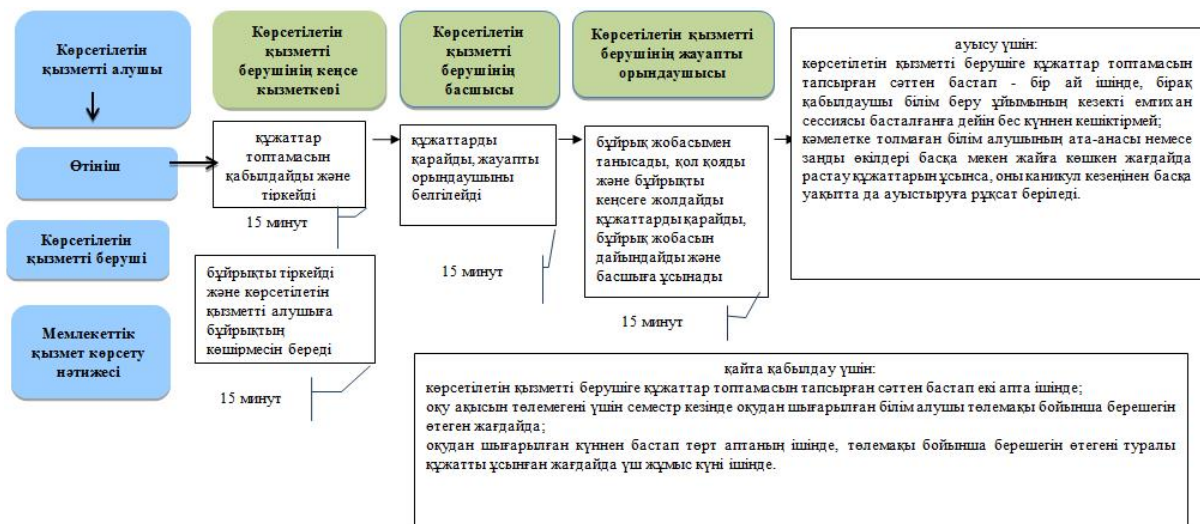 Көрсетілетін
қызметті алушы
Өтініш
Көрсетілетін
қызметті беруші
Мемлекеттік
қызмет көрсету
нәтижесі
Көрсетілетін
қызметті
берушінің кеңсе
қызметкері
құжаттар
топтамасын
қабылдайды және
тіркейді
15 минут
бұйрықты тіркейді
және көрсетілетін
қызметті алушыға
бұйрықтың
көшірмесін береді
15 минут
Көрсетілетін
қызметті
берушінің
басшысы
құжаттарды
қарайды, жауапты
орындаушыны
белгілейді
15 минут
Көрсетілетін қызметті
берушінің жауапты
орындаушысы
бұйрық жобасымен
танысады, қол қояды
және бұйрықты
кеңсеге жолдайды
құжаттарды қарайды,
бұйрық жобасын
дайындайды және
басшыға ұсынады
15 минут
ауысу үшін:
көрсетілетін қызметті берушіге құжаттар топтамасын
тапсырған сәттен бастап - бір ай ішінде, бірақ
қабылдаушы білім беру ұйымының кезекті емтихан
сессиясы басталғанға дейін бес күннен кешіктірмей;
кәмелетке толмаған білім алушының ата-анасы немесе
заңды өкілдері басқа мекен жайға көшкен жағдайда
растау құжаттарын ұсынса, оны каникул кезеңінен басқа
уақытта да ауыстыруға рұқсат беріледі.
қайта қабылдау үшін:
көрсетілетін қызметті берушіге құжаттар топтамасын тапсырған сәттен бастап екі апта ішінде;
оқу ақысын төлемегені үшін семестр кезінде оқудан шығарылған білім алушы төлемақы бойынша берешегін
өтеген жағдайда;
оқудан шығарылған күннен бастап төрт аптаның ішінде, төлемақы бойынша берешегін өтегені туралы
құжатты ұсынған жағдайда үш жұмыс күні ішінде.